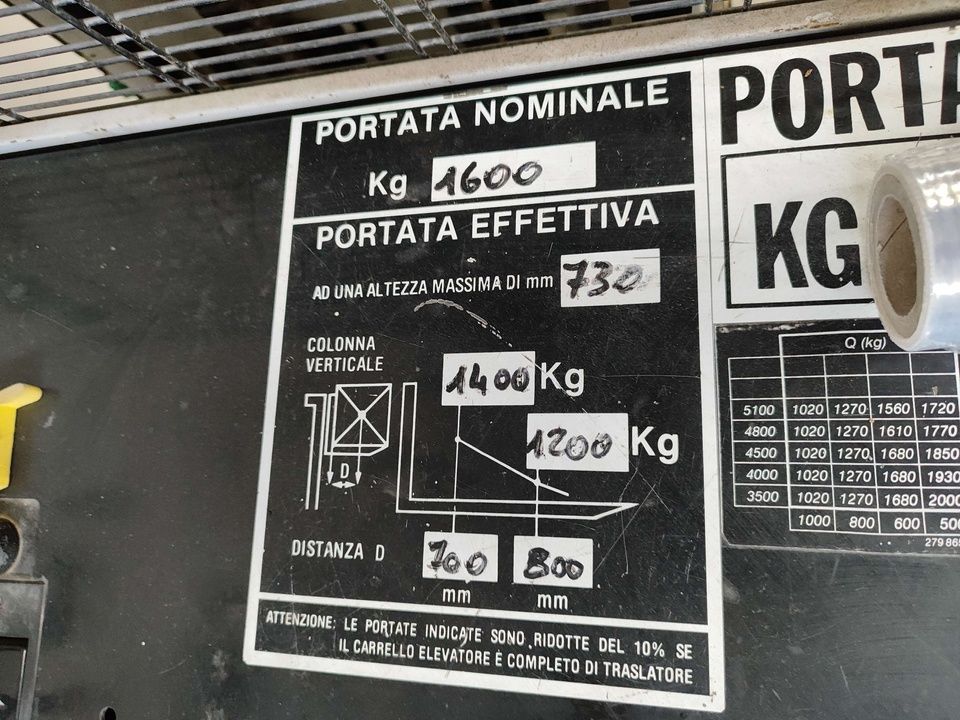 PORTATA NOMINALE
Kg 1600
PORTATA EFFETTIVA
AD UNA ALTEZZA MASSIMA DI mm 730
COLONNA
VERTICALE
1400 Kg
1200 Kg
D
DISTANZA D
700 800
mm mm
ATTENZIONE: LE PORTATE INDICATE SONO RIDOTTE DEL 10% SE
IL CARRELLO ELEVATORE È COMPLETO DI TRASLATORE
KG
Q (kg)
5100 1020 1270 1560 1720
4800 1020 1270 1610 1770
4500 1020 1270 1680 1850
4000 1020 1270 1680 1930
3500 1020 1270 1680 2000
1000 800 600